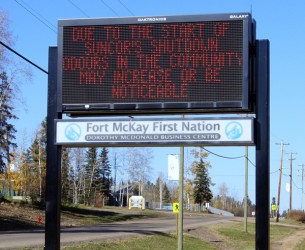 GALAXY
DUE TO THE START OF
SUNCOR'S SHUTDOWN
ODOURS IN THE COMMUNITY
MAY INCREASE OR BE
NOTICEABLE
Fort McKay First Nation
DOROTHY MCDONALD BUSINESS CENTRE